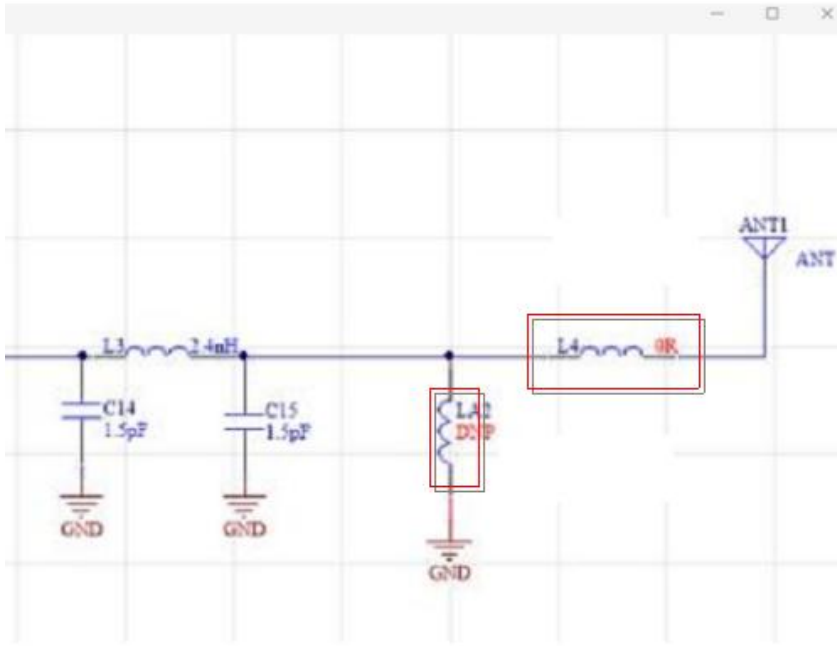 ANT1
ANT
L3
2.4nH
L4
0R
C14
1.5pF
C15
1.5pF
LA2
DNP
GND
GND
GND